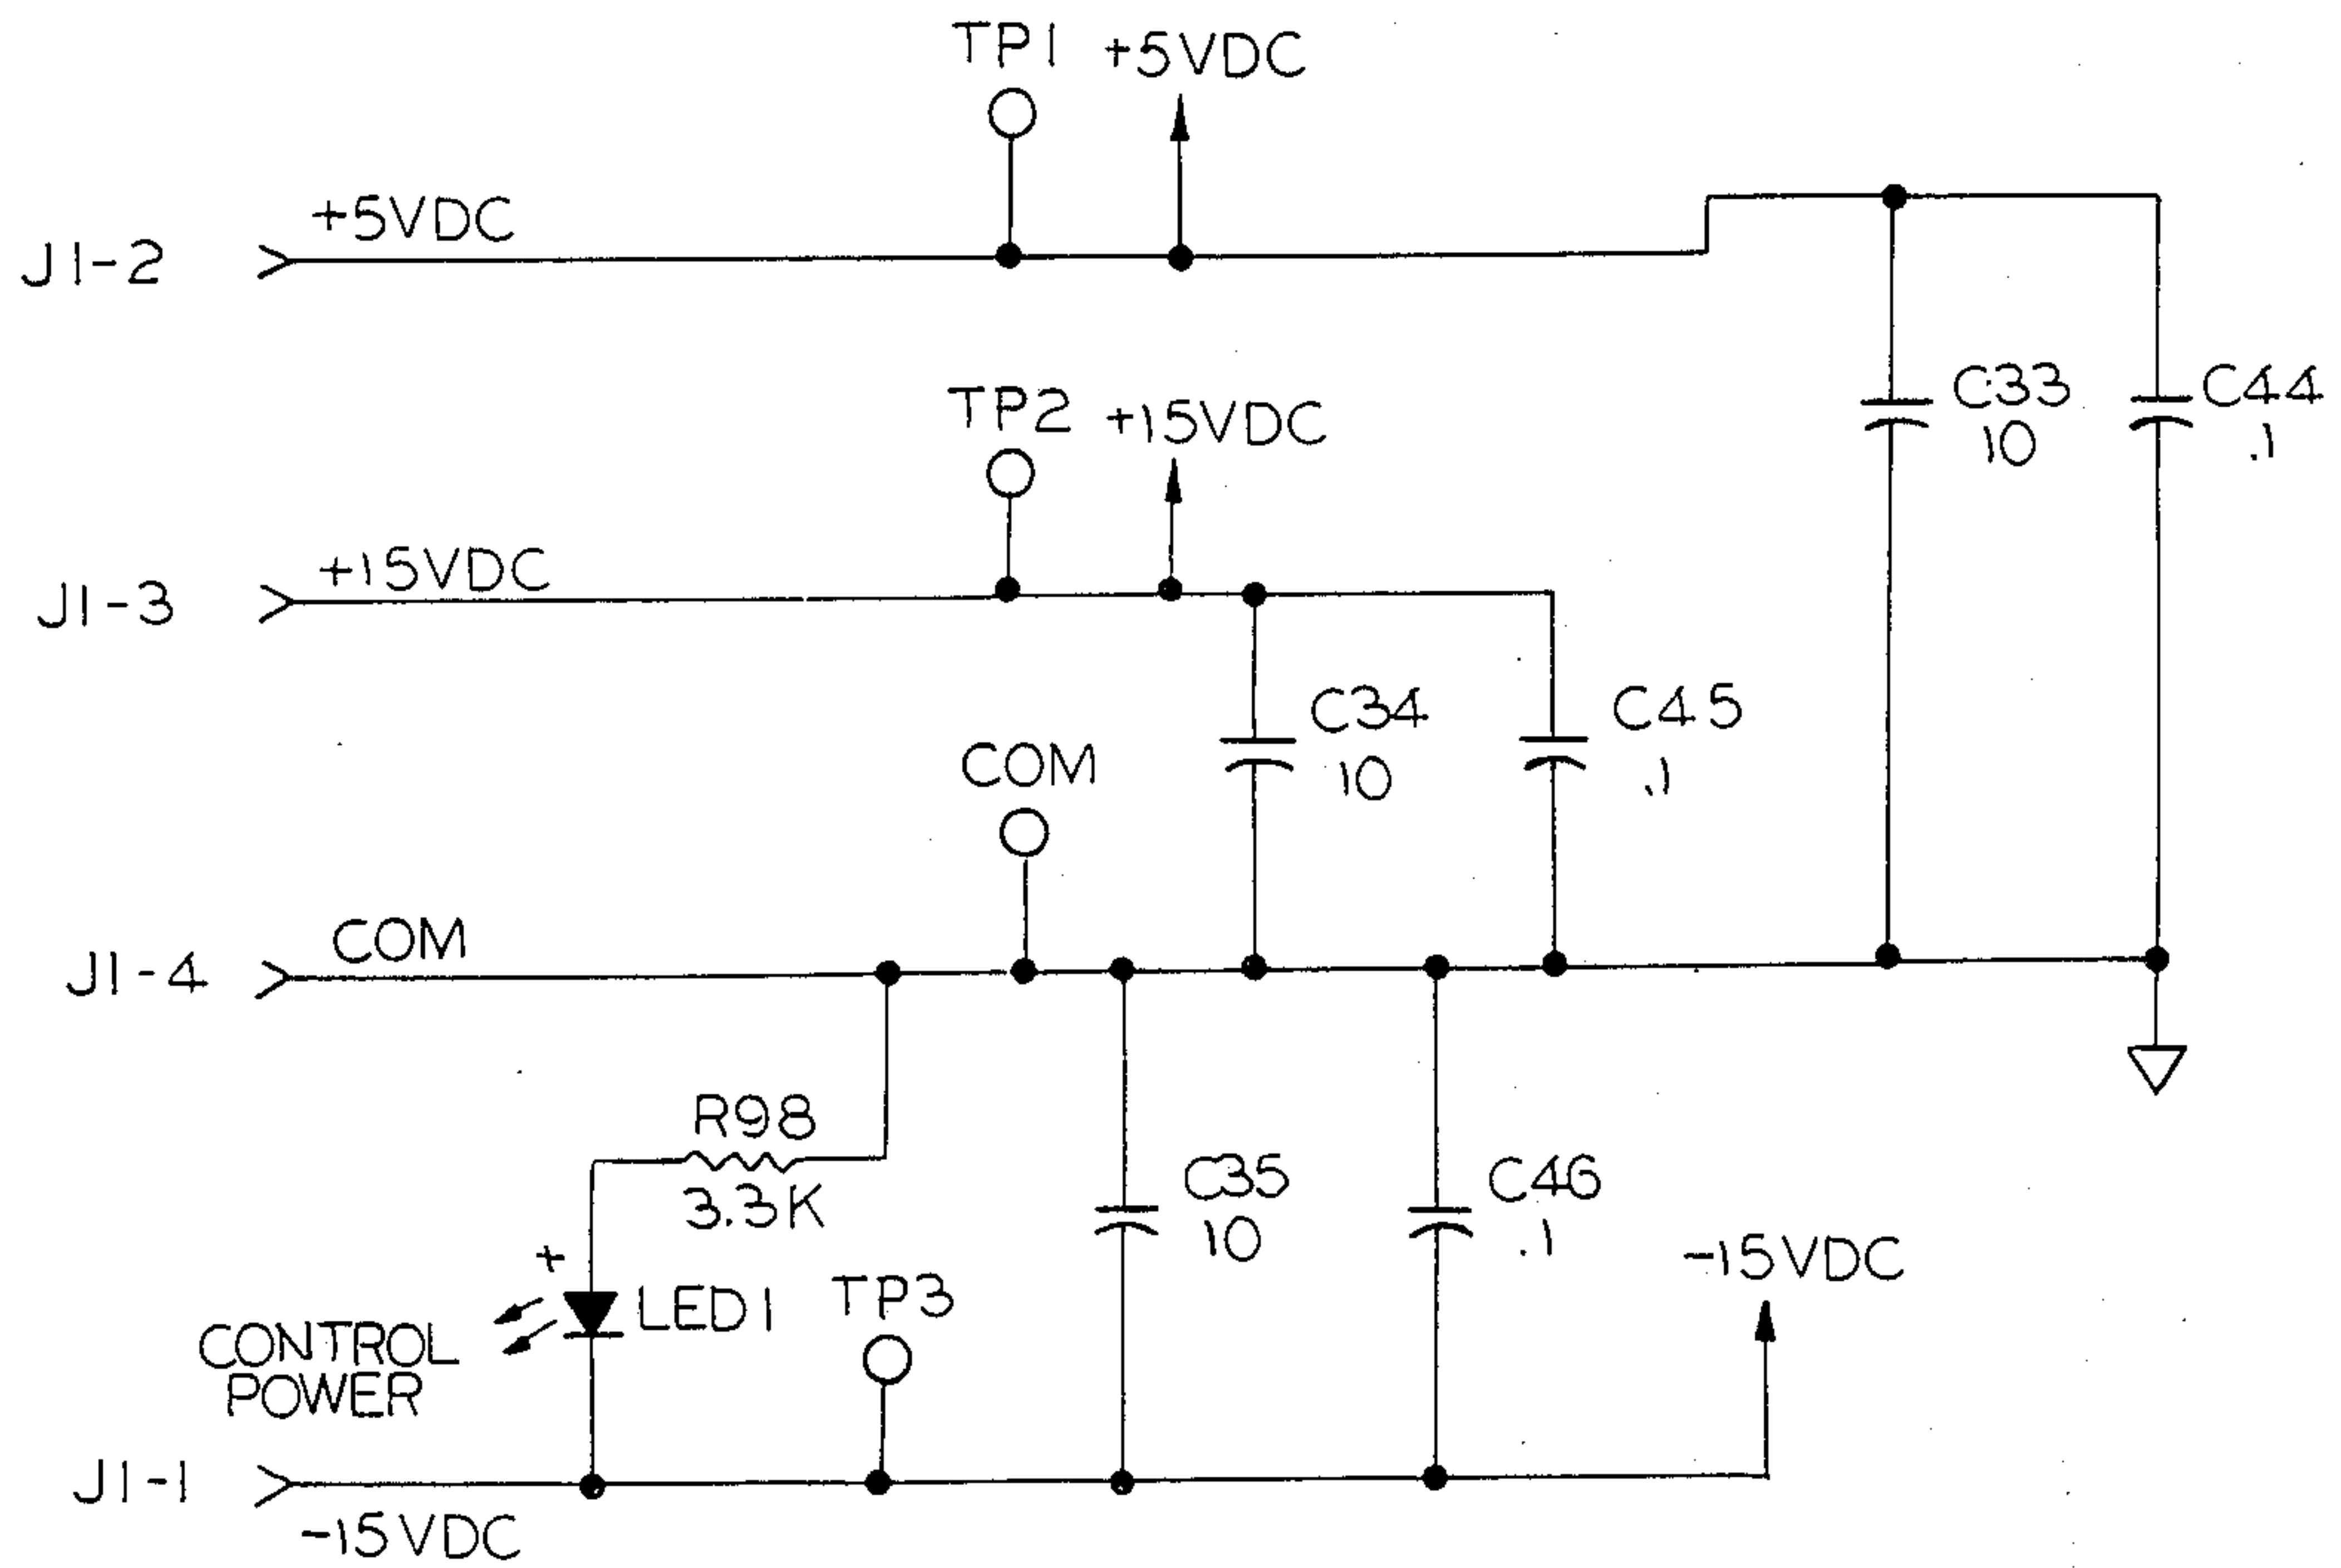 TP1
+5VDC
+5VDC
J1-2
C33
10
C44
.1
TP2
+15VDC
+15VDC
J1-3
C34
10
C45
.1
COM
COM
J1-4
R98
3.3K
C35
10
C46
.1
+
LED1
TP3
-15VDC
CONTROL
POWER
J1-1
-15VDC